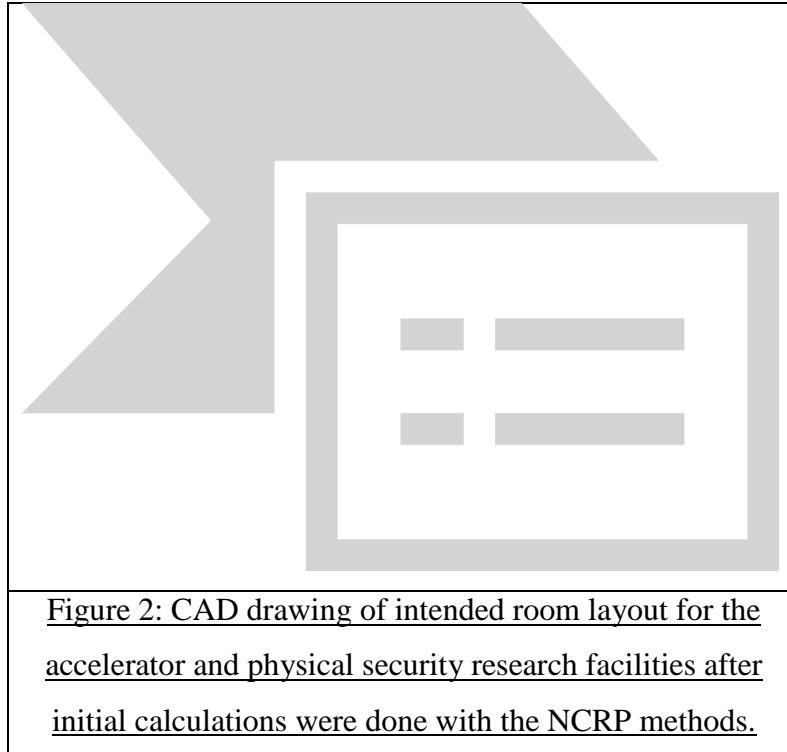 Figure 2: CAD drawing of intended room layout for the
accelerator and physical security research facilities after
initial calculations were done with the NCRP methods.